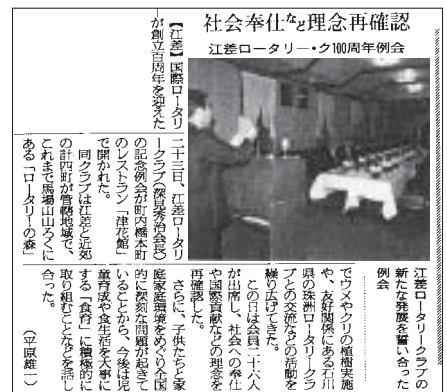 社会奉仕など理念再確認
江差ロータリー・ク100周年例会
【江差】国際ロータリ
が創立百周年を迎えた
二十三日、江差ロータリ
ークラブ(深見秀治会長)
の記念例会が町内橋本町
のレストラン「津花館」
で開かれた。
同クラブは江差と近郊
の計四町が管轄地域で、
これまで馬場山山ろくに
ある「ロータリーの森」
江差ロータリークラブの
新たな発展を誓い合った
例会
でウメやクリの植樹実施
や、友好関係にある石川
県の珠洲ロータリークラ
ブとの交流などの活動を
繰り広げてきた。
この日は会員二十六人
が出席し、社会への奉仕
や国際貢献などの理念を
再確認した。
さらに、子供たちと家
庭家庭環境をめぐり全国
的に深刻な問題が起きて
いることから、今後は児
童育成や食生活を大事に
する「食育」に積極的に
取り組むことなどを話し
合った。
(平原雄一)